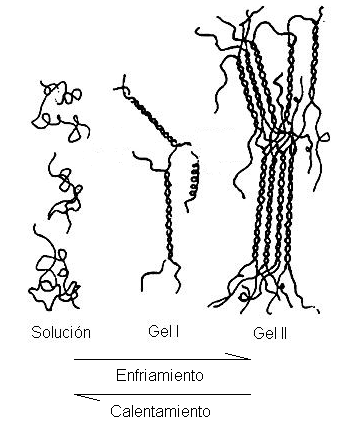 Solución
Gel I
Gel II
Enfriamiento
Calentamiento